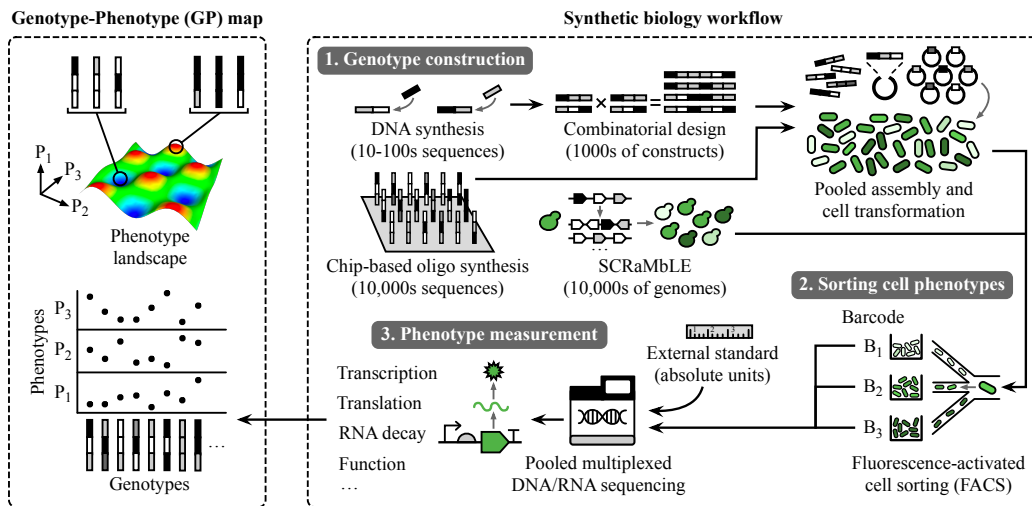 Genotype-Phenotype (GP) map
P1
P3
P2
Phenotype
landscape
Phenotypes
P3
P2
P1
...
Genotypes
Synthetic biology workflow
1. Genotype construction
× =
DNA synthesis
(10-100s sequences)
Combinatorial design
(1000s of constructs)
Pooled assembly and
cell transformation
Chip-based oligo synthesis
(10,000s sequences)
...
SCRaMbLE
(10,000s of genomes)
2. Sorting cell phenotypes
Barcode
B1
B2
B3
Fluorescence-activated
cell sorting (FACS)
3. Phenotype measurement
1 2 3
External standard
(absolute units)
Transcription
Translation
RNA decay
Function
…
Pooled multiplexed
DNA/RNA sequencing